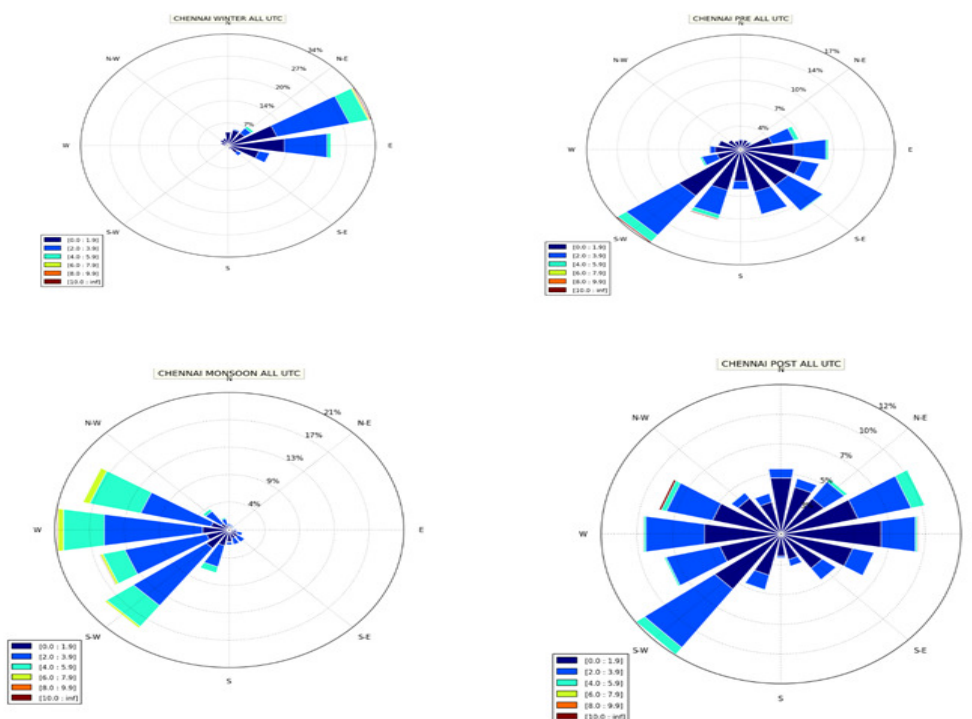 CHENNAI WINTER ALL UTC
N
34%
N-W
N-E
27%
20%
14%
7%
W
E
S-W
S-E
S
[0.0 : 1.9]
[2.0 : 3.9]
[4.0 : 5.9]
[6.0 : 7.9]
[8.0 : 9.9]
[10.0 : inf]
CHENNAI PRE ALL UTC
N
17%
N-W
N-E
14%
10%
7%
4%
W
E
S-W
S-E
S
[0.0 : 1.9]
[2.0 : 3.9]
[4.0 : 5.9]
[6.0 : 7.9]
[8.0 : 9.9]
[10.0 : inf]
CHENNAI MONSOON ALL UTC
N
21%
N-W
N-E
17%
13%
9%
4%
W
E
S-W
S-E
S
[0.0 : 1.9]
[2.0 : 3.9]
[4.0 : 5.9]
[6.0 : 7.9]
[8.0 : 9.9]
[10.0 : inf]
CHENNAI POST ALL UTC
N
12%
N-W
N-E
10%
7%
5%
W
E
S-W
S-E
S
[0.0 : 1.9]
[2.0 : 3.9]
[4.0 : 5.9]
[6.0 : 7.9]
[8.0 : 9.9]
[10.0 : inf]